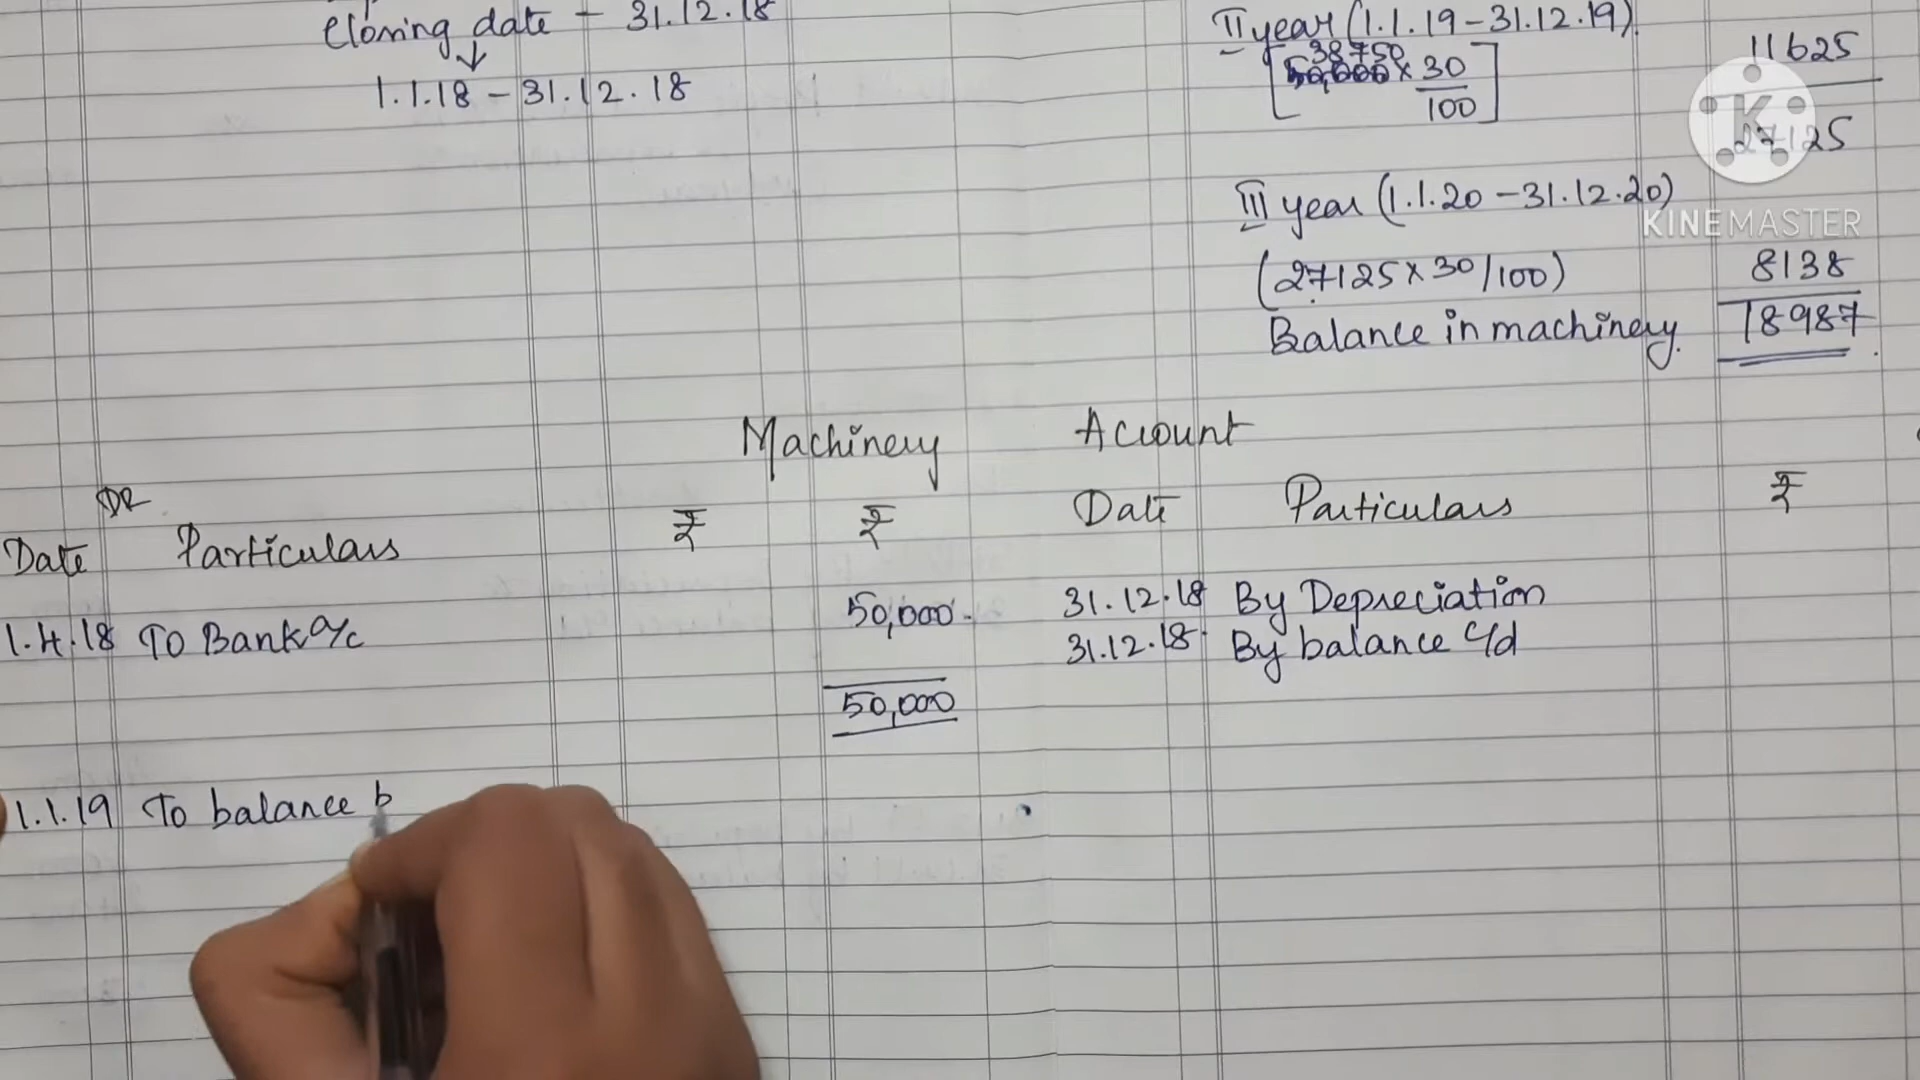 Closing date - 31.12.18
1.1.18 - 31.12.18
II year (1.1.19 - 31.12.19)
11625
38750
50,000 × 30
100
27125
III year (1.1.20 - 31.12.20)
KINEMASTER
(27125 × 30/100)
8138
Balance in machinery.
18987
Machinery Account
DR
Date Particulars ₹ ₹ Date Particulars ₹
1.4.18 To Bank a/c 50,000 31.12.18 By Depreciation
31.12.18 By balance c/d
50,000
1.1.19 To balance b